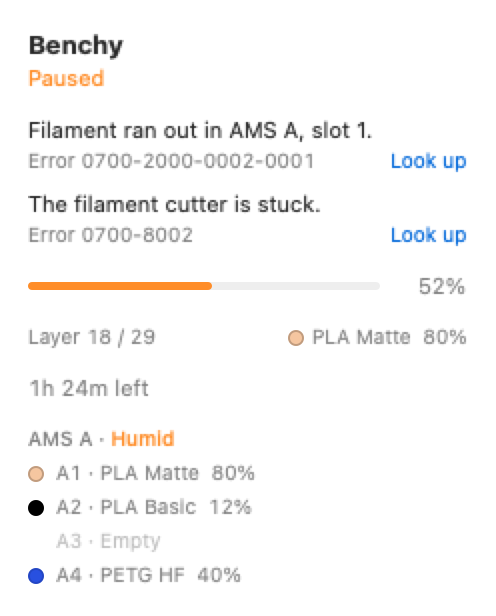 Benchy
Paused
Filament ran out in AMS A, slot 1.
Error 0700-2000-0002-0001 Look up
The filament cutter is stuck.
Error 0700-8002 Look up
52%
Layer 18 / 29 PLA Matte 80%
1h 24m left
AMS A · Humid
A1 · PLA Matte 80%
A2 · PLA Basic 12%
A3 · Empty
A4 · PETG HF 40%